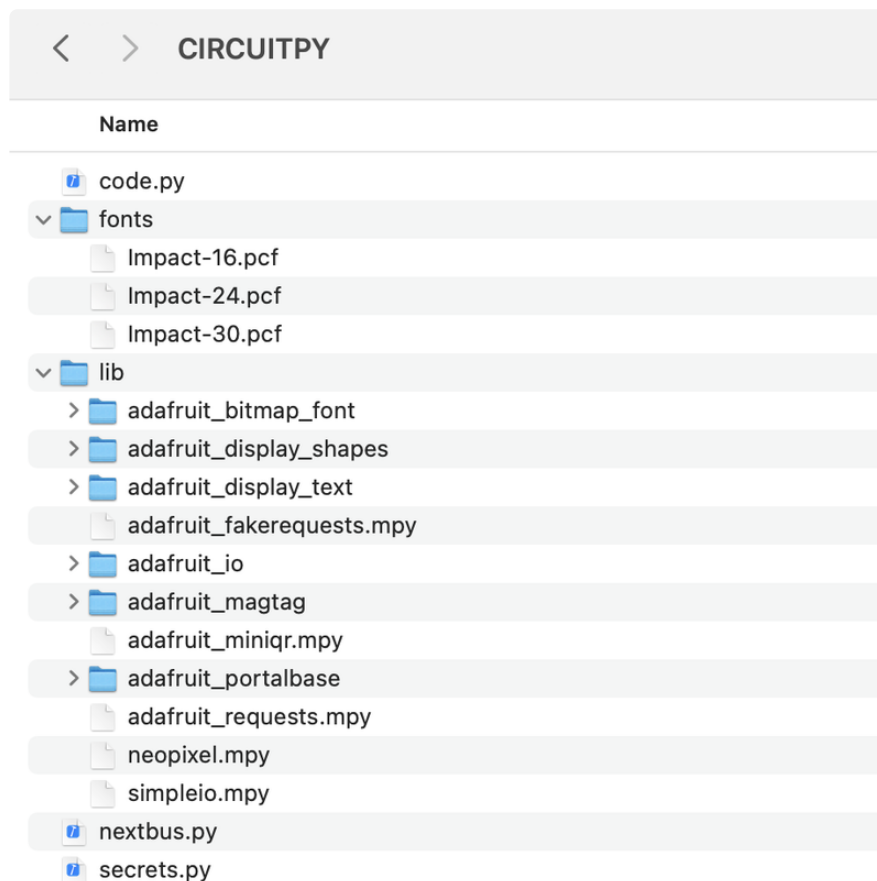 CIRCUITPY
Name
code.py
fonts
Impact-16.pcf
Impact-24.pcf
Impact-30.pcf
lib
adafruit_bitmap_font
adafruit_display_shapes
adafruit_display_text
adafruit_fakerequests.mpy
adafruit_io
adafruit_magtag
adafruit_miniqr.mpy
adafruit_portalbase
adafruit_requests.mpy
neopixel.mpy
simpleio.mpy
nextbus.py
secrets.py